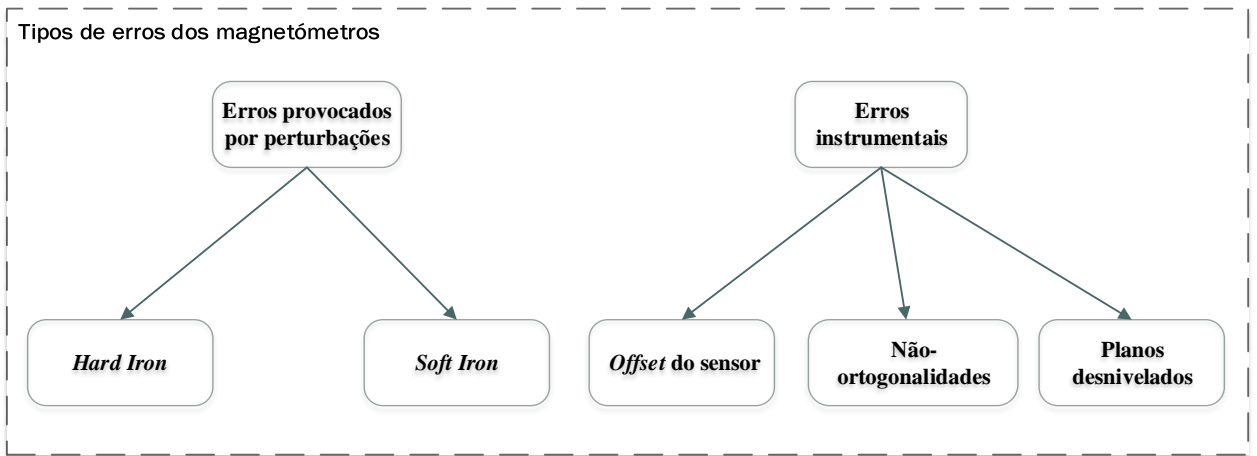 Tipos de erros dos magnetómetros
Erros provocados
por perturbações
Erros
instrumentais
Hard Iron
Soft Iron
Offset do sensor
Não-
ortogonalidades
Planos
desnivelados